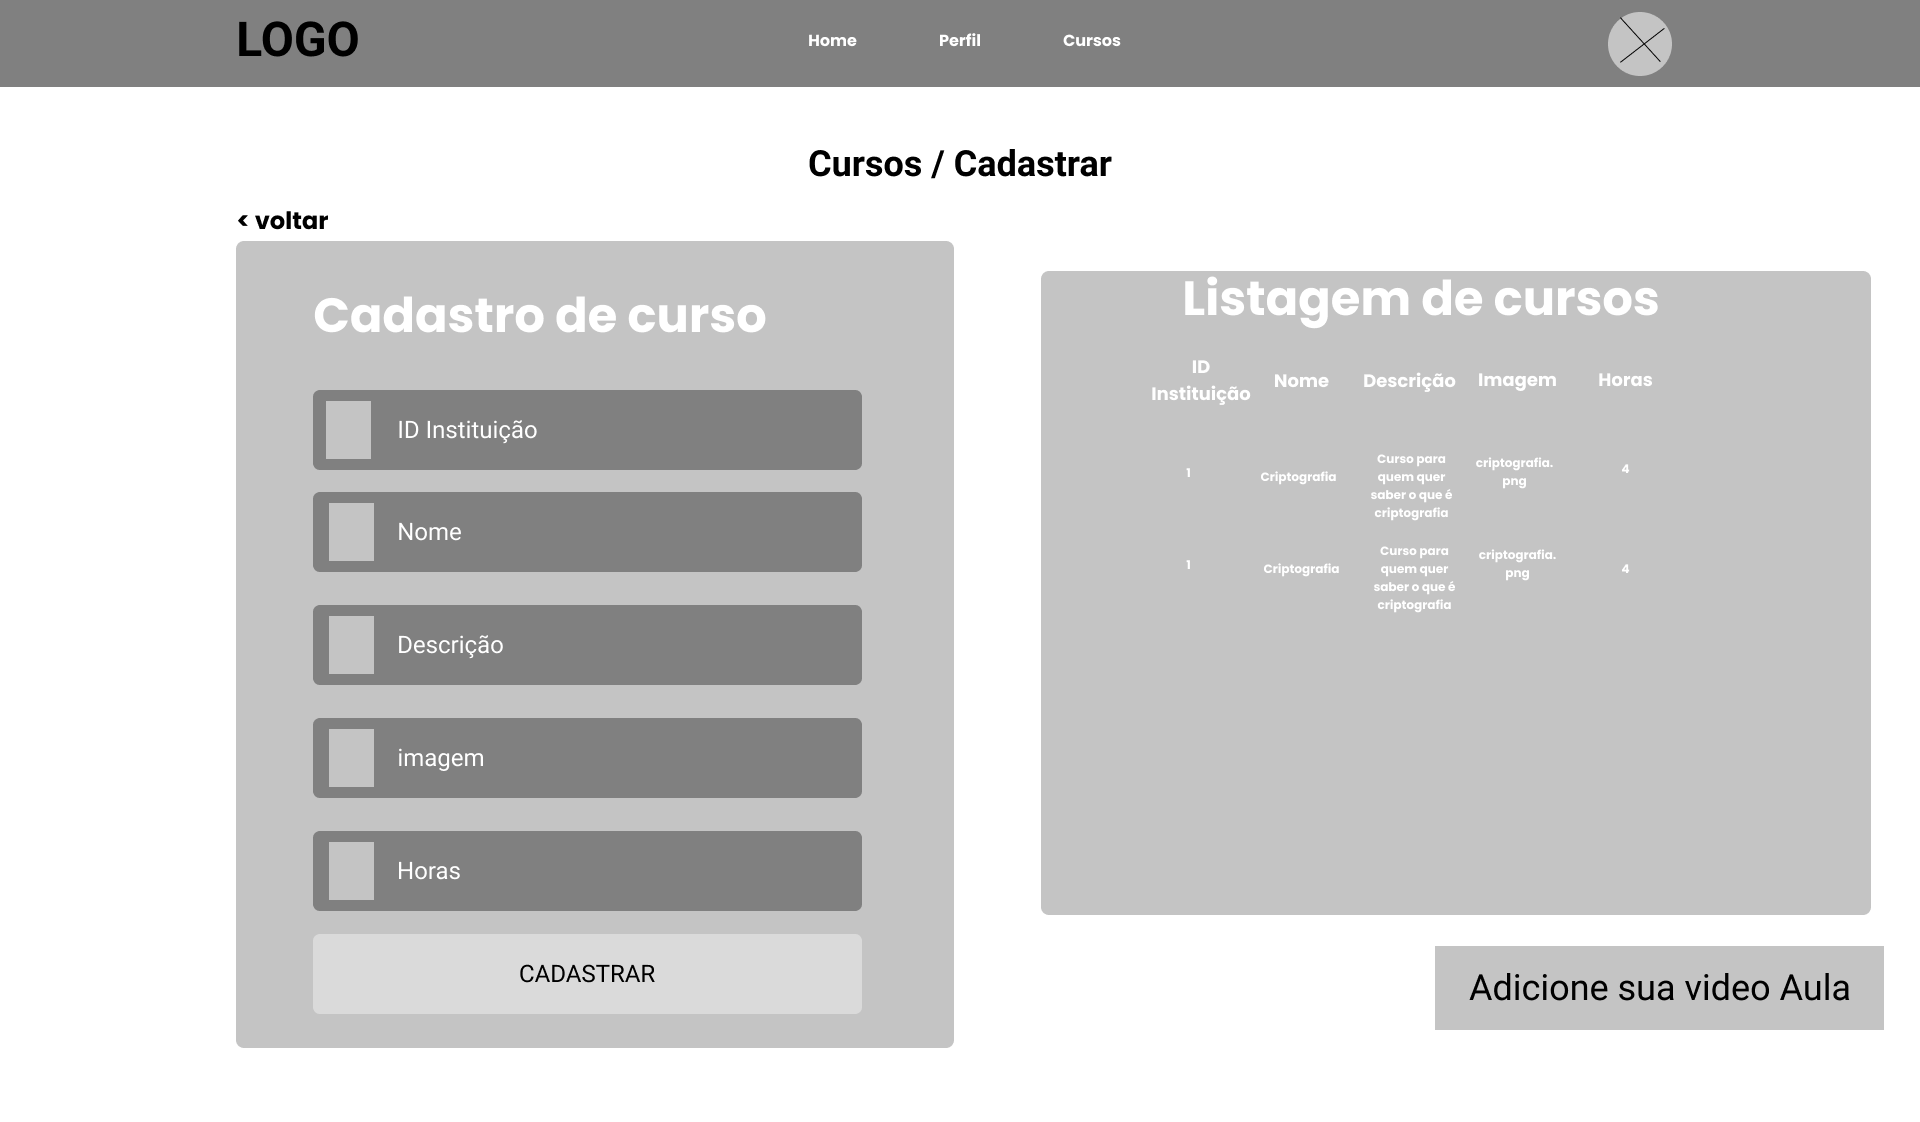 LOGO
Home
Perfil
Cursos
Cursos / Cadastrar
< voltar
Cadastro de curso
ID Instituição
Nome
Descrição
imagem
Horas
CADASTRAR
Listagem de cursos
ID
Instituição
Nome
Descrição
Imagem
Horas
1
Criptografia
Curso para
quem quer
saber o que é
criptografia
criptografia.
png
4
1
Criptografia
Curso para
quem quer
saber o que é
criptografia
criptografia.
png
4
Adicione sua video Aula